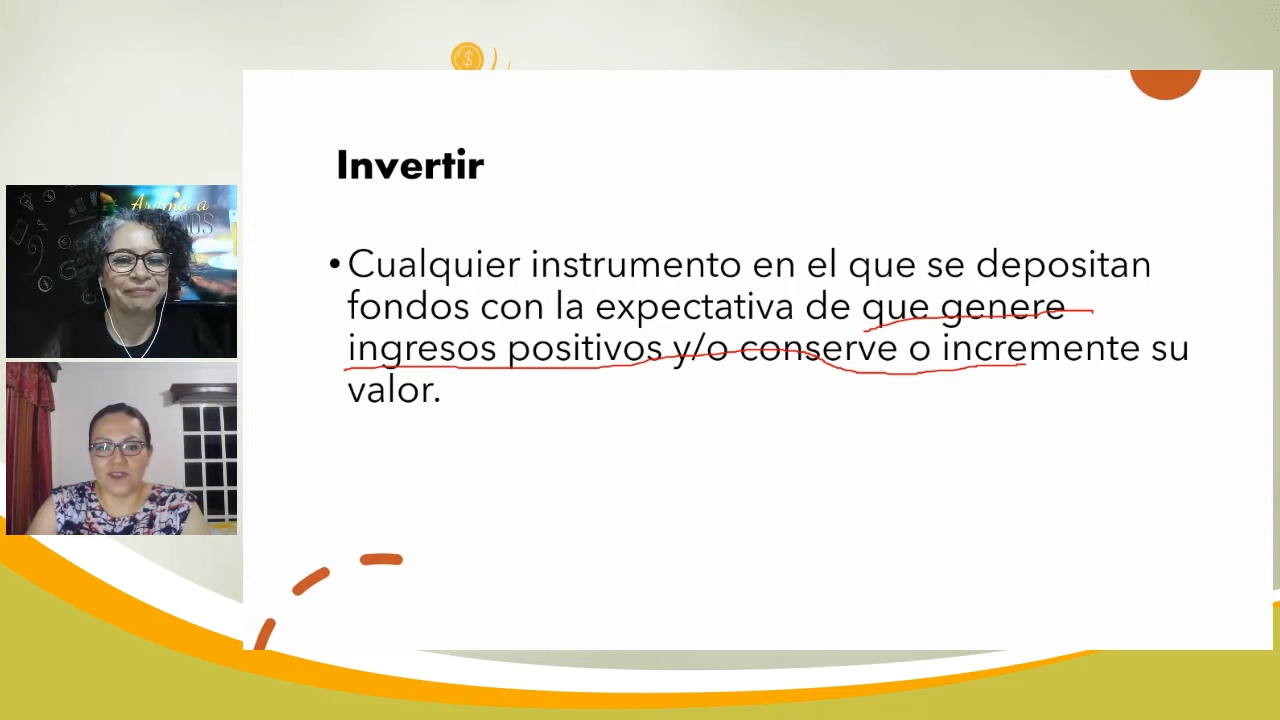 Invertir
• Cualquier instrumento en el que se depositan
fondos con la expectativa de que genere
ingresos positivos y/o conserve o incremente su
valor.